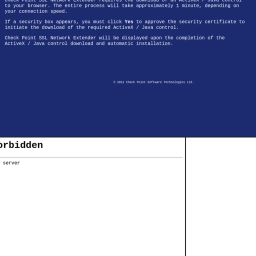 to your browser. The entire process will take approximately 1 minute, depending on
your connection speed.
If a security box appears, you must click Yes to approve the security certificate to
initiate the download of the required ActiveX / Java control.
Check Point SSL Network Extender will be displayed upon the completion of the
ActiveX / Java control download and automatic installation.
Check Point Software Technologies Ltd.
orbidden
server